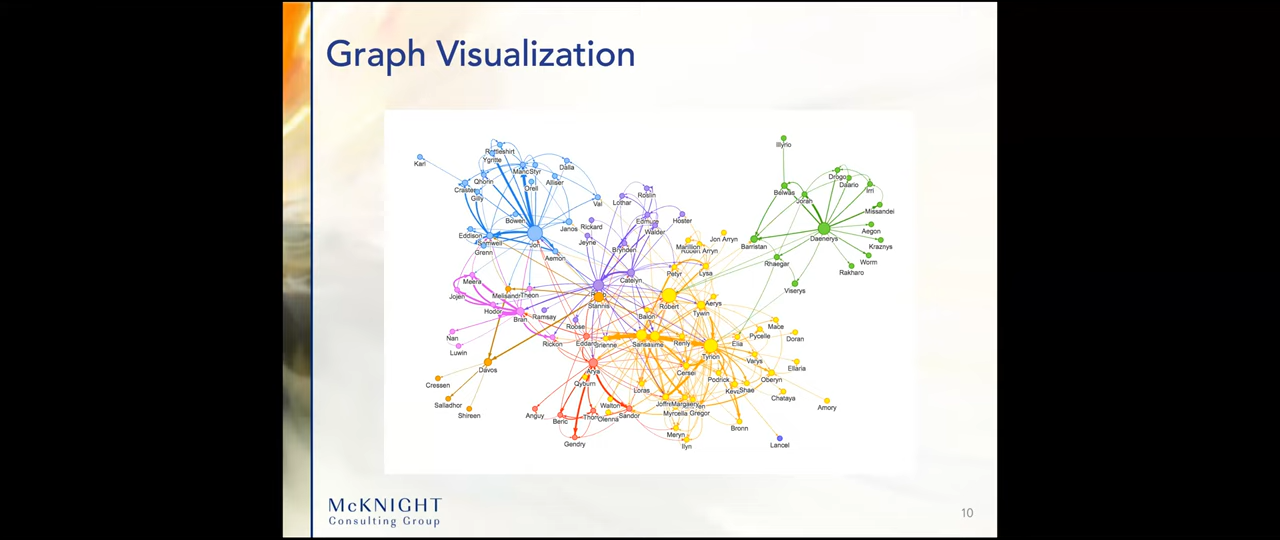 Graph Visualization
Illyrio
Rattleshirt
Karl
Ygritte
Dalla
Mance
Styr
Drogo
Qhorin
Alliser
Daario
Irri
Craster
Orell
Belwas
Gilly
Roslin
Jorah
Val
Lothar
Missandei
Bowen
Edmure
Hoster
Rickard
Janos
Walder
Aegon
Eddison
Daenerys
Samwell
Jon
Jeyne
Jon Arryn
Barristan
Kraznys
Grenn
Brynden
Marillion
Robert Arryn
Aemon
Rhaegar
Worm
Petyr
Lysa
Rakharo
Meera
Catelyn
Viserys
Jojen
Melisandre
Theon
Robb
Stannis
Robert
Aerys
Hodor
Bran
Ramsay
Balon
Tywin
Roose
Mace
Nan
Pycelle
Doran
Rickon
Eddard
Brienne
Sansa
Jaime
Renly
Elia
Luwin
Tyrion
Varys
Davos
Arya
Cersei
Ellaria
Cressen
Qyburn
Podrick
Oberyn
Loras
Kevan
Shae
Salladhor
Walton
Joffrey
Margaery
Chataya
Shireen
Anguy
Beric
Thoros
Olenna
Sandor
Myrcella
Gregor
Amory
Bronn
Meryn
Gendry
Ilyn
Lancel
McKNIGHT
Consulting Group
10